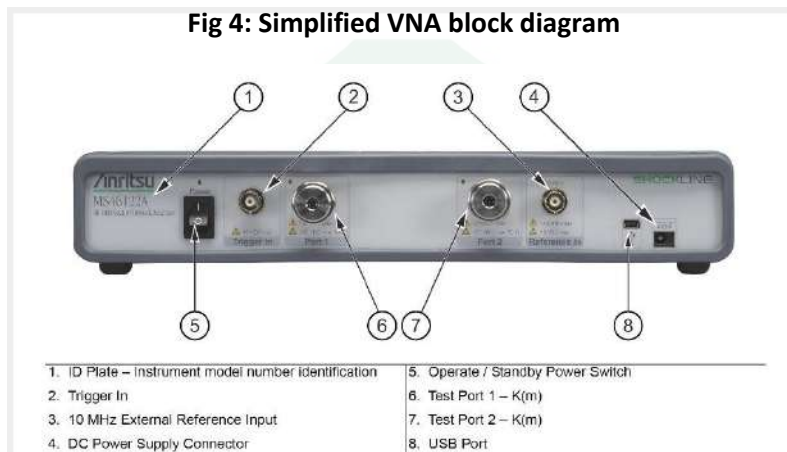 Fig 4: Simplified VNA block diagram
1 2 3 4
Anritsu
MS46122A
Power
SHOCKLINE
Trigger In
Port 1
Port 2
Reference In
5 6 7 8
1. ID Plate – Instrument model number identification
2. Trigger In
3. 10 MHz External Reference Input
4. DC Power Supply Connector
5. Operate / Standby Power Switch
6. Test Port 1 – K(m)
7. Test Port 2 – K(m)
8. USB Port